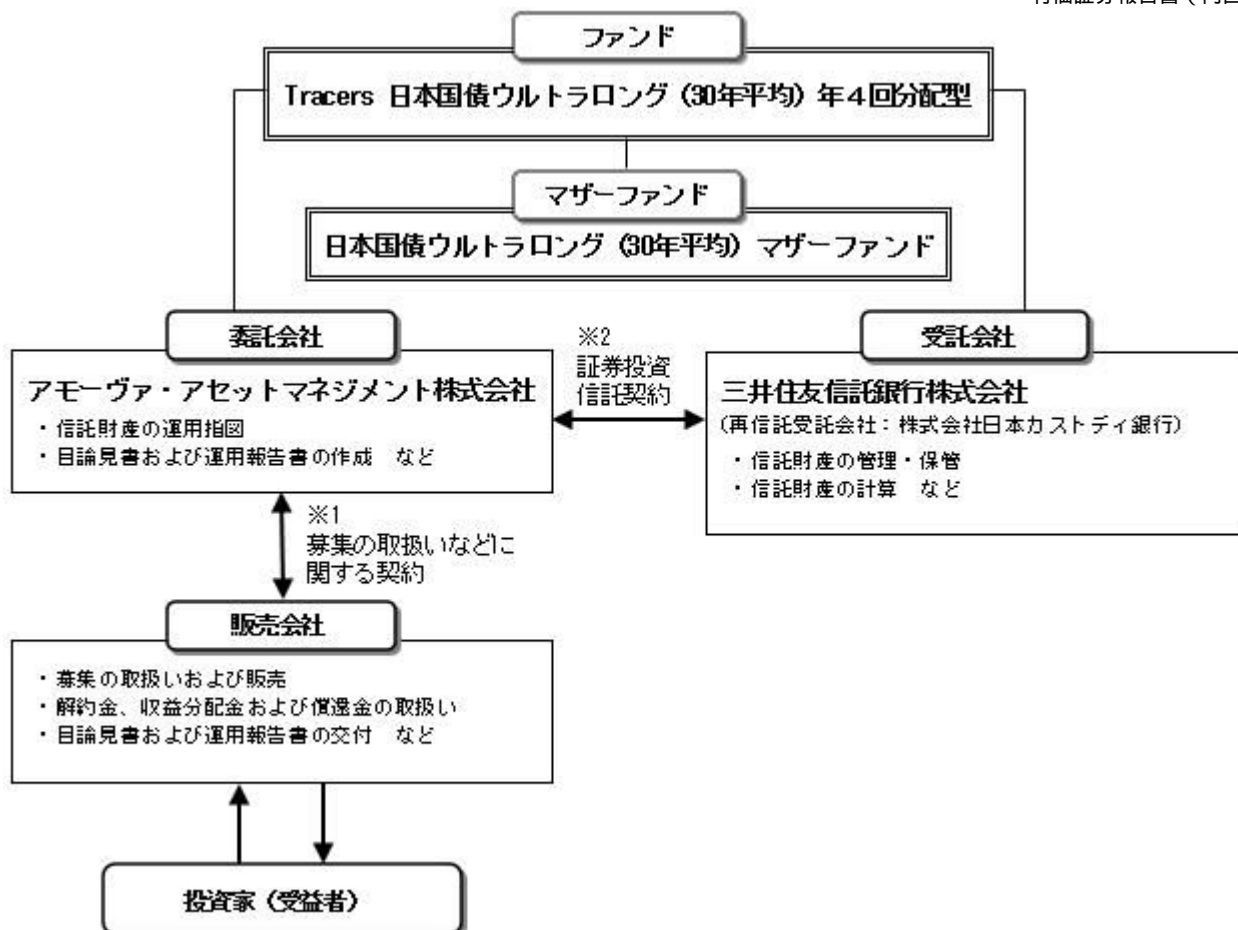 ファンド
Tracers 日本国債ウルトラロング（30年平均）年４回分配型
マザーファンド
日本国債ウルトラロング（30年平均）マザーファンド
委託会社
アモーヴァ・アセットマネジメント株式会社
・信託財産の運用指図
・目論見書および運用報告書の作成　など
※2
証券投資
信託契約
受託会社
三井住友信託銀行株式会社
（再信託受託会社：株式会社日本カストディ銀行）
・信託財産の管理・保管
・信託財産の計算　など
※1
募集の取扱いなどに
関する契約
販売会社
・募集の取扱いおよび販売
・解約金、収益分配金および償還金の取扱い
・目論見書および運用報告書の交付　など
投資家（受益者）